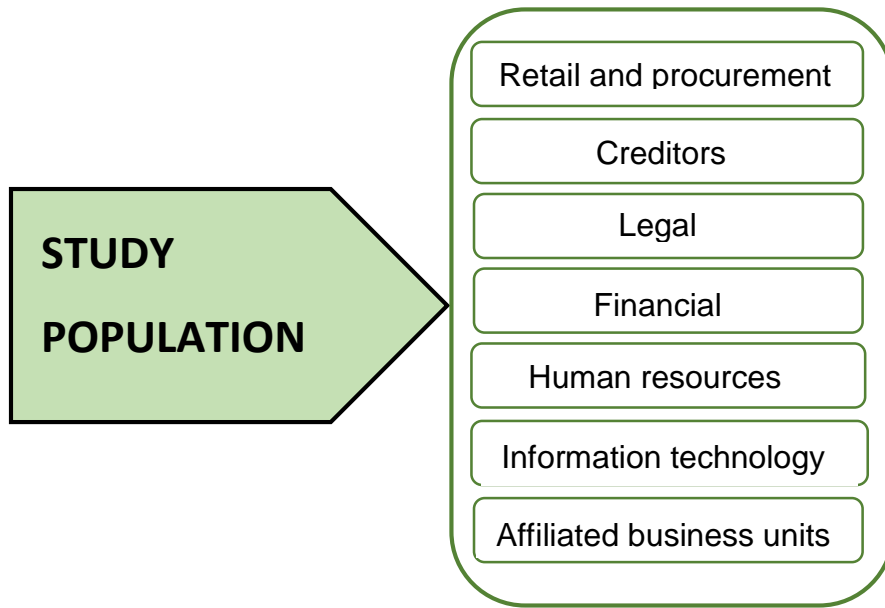 STUDY
POPULATION
Retail and procurement
Creditors
Legal
Financial
Human resources
Information technology
Affiliated business units